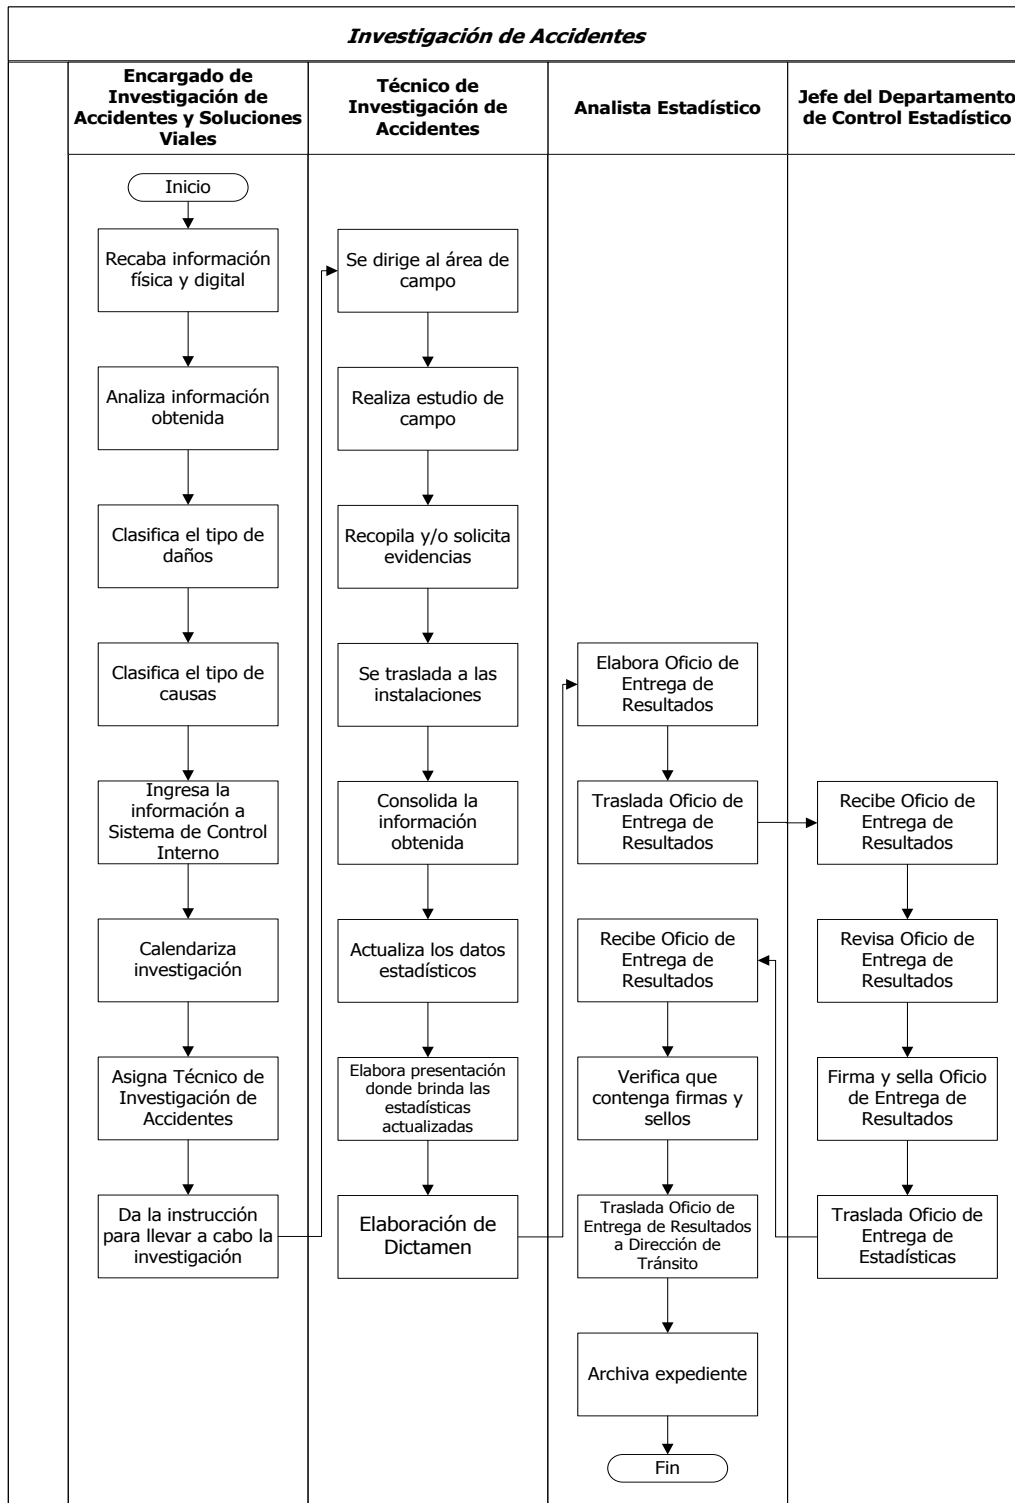 Investigación de Accidentes
Encargado de
Investigación de
Accidentes y Soluciones
Viales
Técnico de
Investigación de
Accidentes
Analista Estadístico
Jefe del Departamento
de Control Estadístico
Inicio
Recaba información
física y digital
Analiza información
obtenida
Clasifica el tipo de
daños
Clasifica el tipo de
causas
Ingresa la
información a
Sistema de Control
Interno
Calendariza
investigación
Asigna Técnico de
Investigación de
Accidentes
Da la instrucción
para llevar a cabo la
investigación
Se dirige al área de
campo
Realiza estudio de
campo
Recopila y/o solicita
evidencias
Se traslada a las
instalaciones
Consolida la
información
obtenida
Actualiza los datos
estadísticos
Elabora presentación
donde brinda las
estadísticas
actualizadas
Elaboración de
Dictamen
Elabora Oficio de
Entrega de
Resultados
Traslada Oficio de
Entrega de
Resultados
Recibe Oficio de
Entrega de
Resultados
Revisa Oficio de
Entrega de
Resultados
Firma y sella Oficio
de Entrega de
Resultados
Traslada Oficio de
Entrega de
Estadísticas
Recibe Oficio de
Entrega de
Resultados
Verifica que
contenga firmas y
sellos
Traslada Oficio de
Entrega de Resultados
a Dirección de
Tránsito
Archiva expediente
Fin